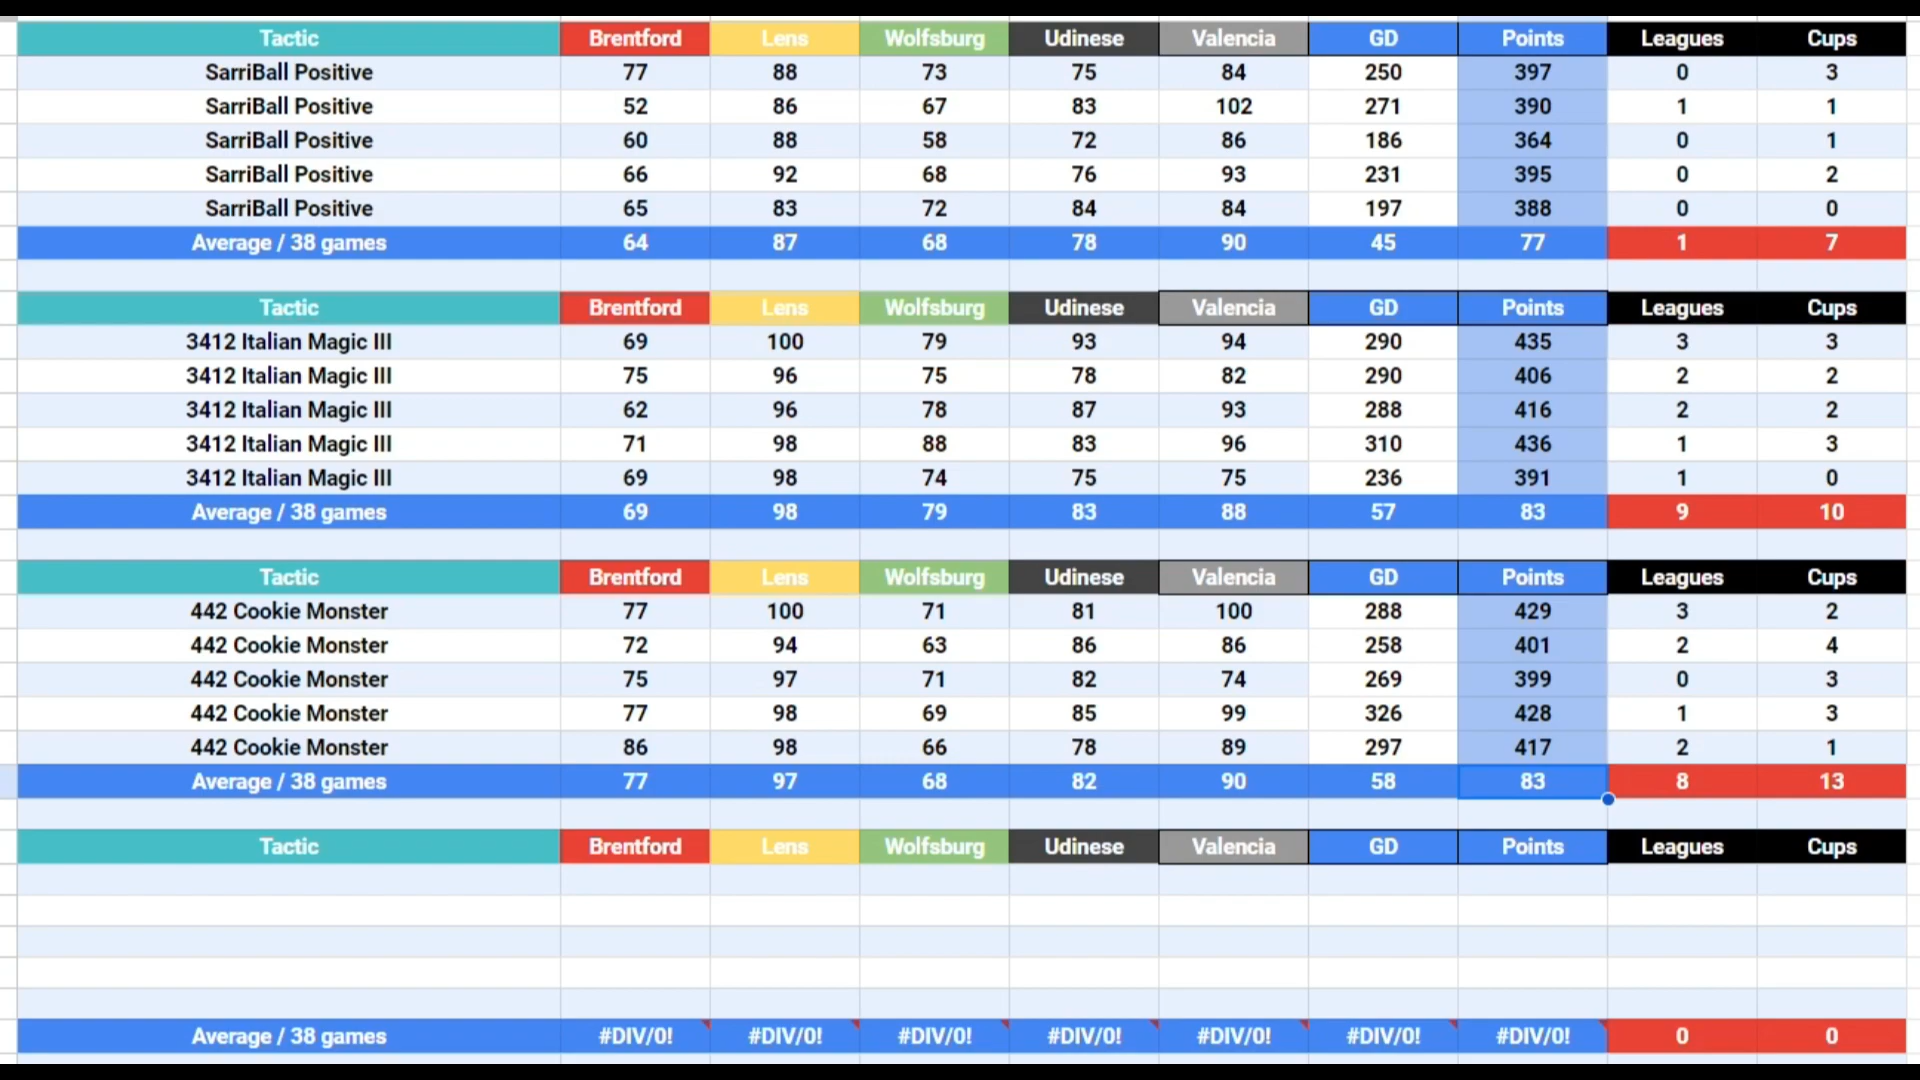 Tactic Brentford Lens Wolfsburg Udinese Valencia GD Points Leagues Cups
SarriBall Positive 77 88 73 75 84 250 397 0 3
SarriBall Positive 52 86 67 83 102 271 390 1 1
SarriBall Positive 60 88 58 72 86 186 364 0 1
SarriBall Positive 66 92 68 76 93 231 395 0 2
SarriBall Positive 65 83 72 84 84 197 388 0 0
Average / 38 games 64 87 68 78 90 45 77 1 7
Tactic Brentford Lens Wolfsburg Udinese Valencia GD Points Leagues Cups
3412 Italian Magic III 69 100 79 93 94 290 435 3 3
3412 Italian Magic III 75 96 75 78 82 290 406 2 2
3412 Italian Magic III 62 96 78 87 93 288 416 2 2
3412 Italian Magic III 71 98 88 83 96 310 436 1 3
3412 Italian Magic III 69 98 74 75 75 236 391 1 0
Average / 38 games 69 98 79 83 88 57 83 9 10
Tactic Brentford Lens Wolfsburg Udinese Valencia GD Points Leagues Cups
442 Cookie Monster 77 100 71 81 100 288 429 3 2
442 Cookie Monster 72 94 63 86 86 258 401 2 4
442 Cookie Monster 75 97 71 82 74 269 399 0 3
442 Cookie Monster 77 98 69 85 99 326 428 1 3
442 Cookie Monster 86 98 66 78 89 297 417 2 1
Average / 38 games 77 97 68 82 90 58 83 8 13
Tactic Brentford Lens Wolfsburg Udinese Valencia GD Points Leagues Cups
Average / 38 games #DIV/0! #DIV/0! #DIV/0! #DIV/0! #DIV/0! #DIV/0! #DIV/0! 0 0